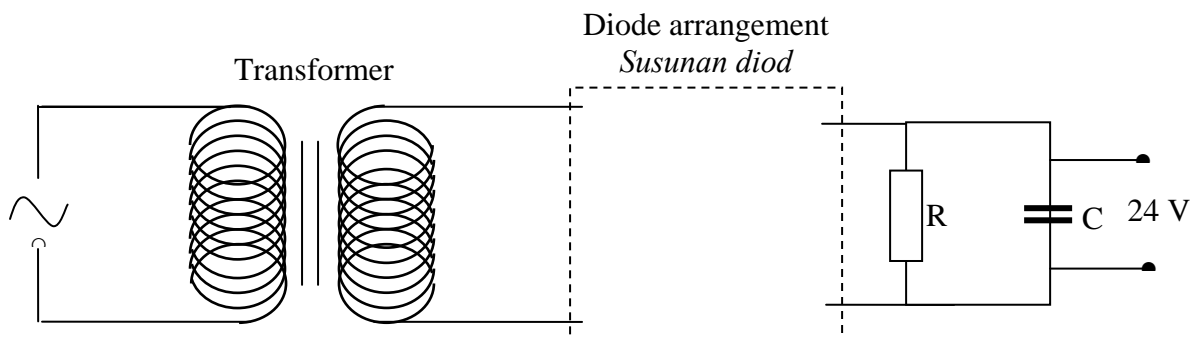 Diode arrangement
Susunan diod
Transformer
R
C
24 V